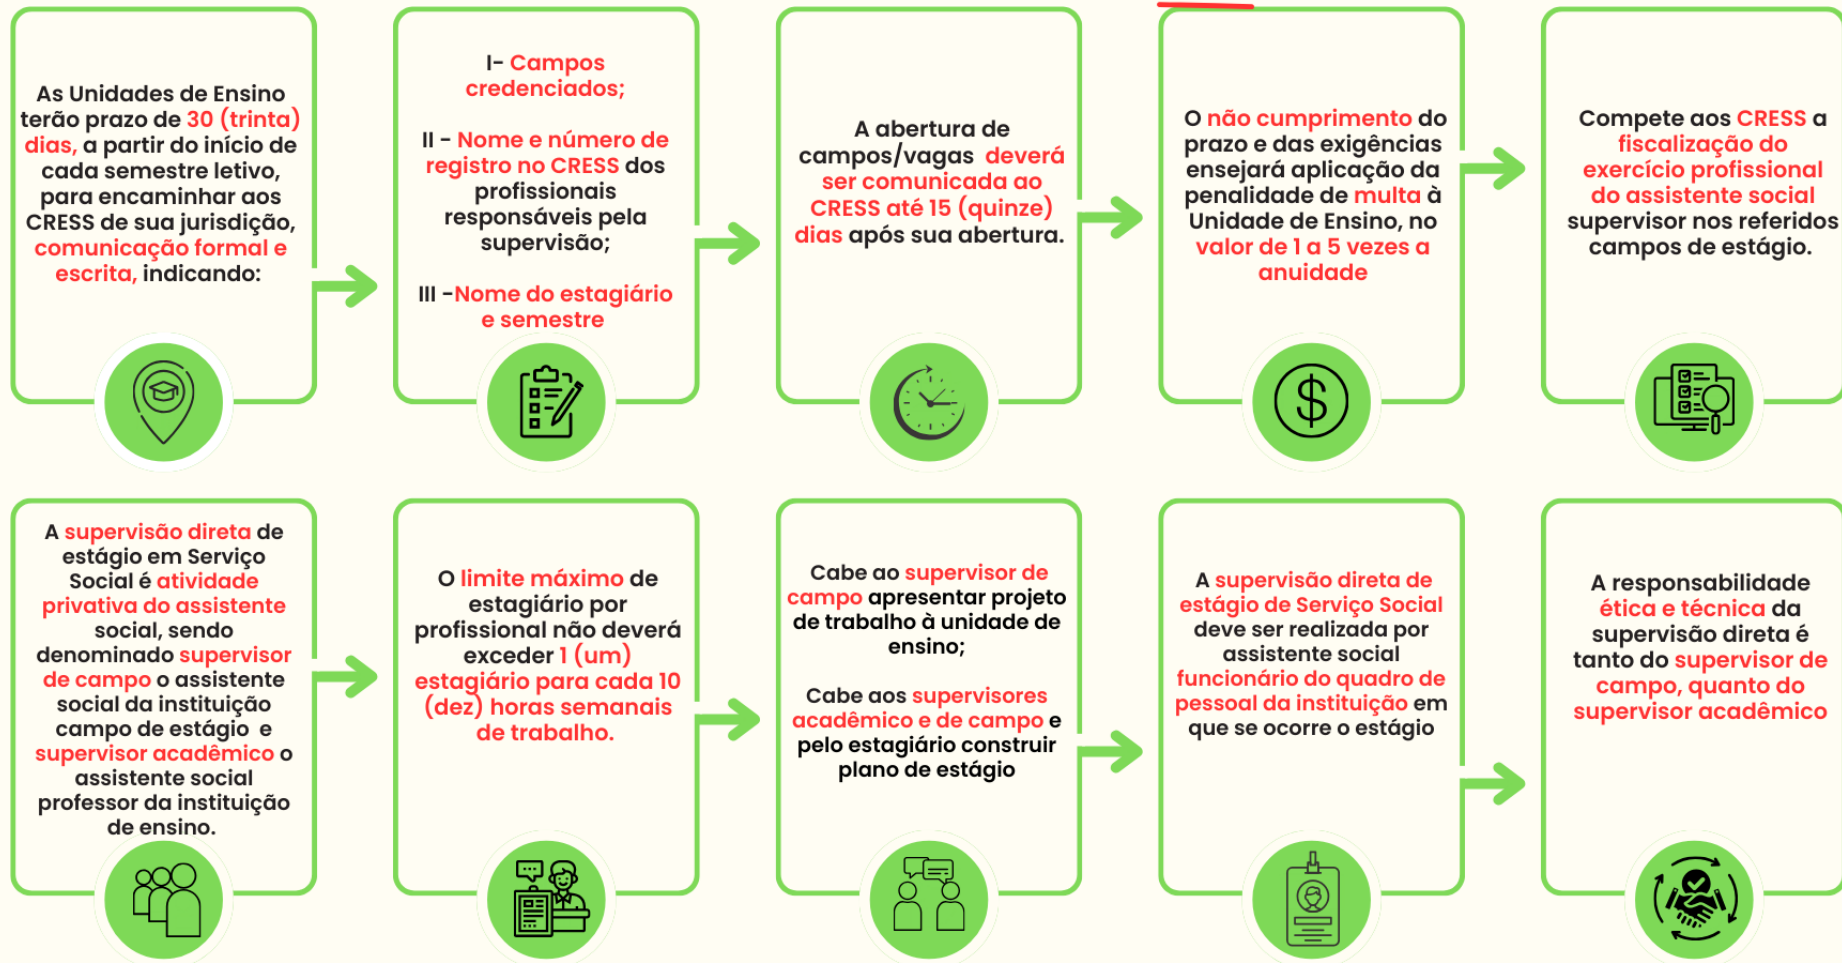 As Unidades de Ensino
terão prazo de 30 (trinta)
dias, a partir do início de
cada semestre letivo,
para encaminhar aos
CRESS de sua jurisdição,
comunicação formal e
escrita, indicando:
I- Campos
credenciados;
II - Nome e número de
registro no CRESS dos
profissionais
responsáveis pela
supervisão;
III -Nome do estagiário
e semestre
A abertura de
campos/vagas deverá
ser comunicada ao
CRESS até 15 (quinze)
dias após sua abertura.
O não cumprimento do
prazo e das exigências
ensejará aplicação da
penalidade de multa à
Unidade de Ensino, no
valor de 1 a 5 vezes a
anuidade
Compete aos CRESS a
fiscalização do
exercício profissional
do assistente social
supervisor nos referidos
campos de estágio.
A supervisão direta de
estágio em Serviço
Social é atividade
privativa do assistente
social, sendo
denominado supervisor
de campo o assistente
social da instituição
campo de estágio e
supervisor acadêmico o
assistente social
professor da instituição
de ensino.
O limite máximo de
estagiário por
profissional não deverá
exceder 1 (um)
estagiário para cada 10
(dez) horas semanais
de trabalho.
Cabe ao supervisor de
campo apresentar projeto
de trabalho à unidade de
ensino;
Cabe aos supervisores
acadêmico e de campo e
pelo estagiário construir
plano de estágio
A supervisão direta de
estágio de Serviço Social
deve ser realizada por
assistente social
funcionário do quadro de
pessoal da instituição em
que se ocorre o estágio
A responsabilidade
ética e técnica da
supervisão direta é
tanto do supervisor de
campo, quanto do
supervisor acadêmico